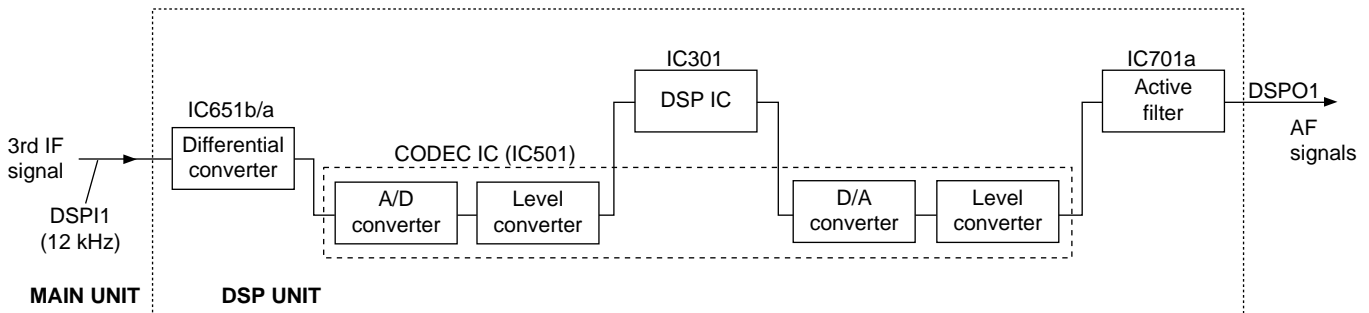 3rd IF
signal
DSPI1
(12 kHz)
MAIN UNIT
DSP UNIT
IC651b/a
Differential
converter
CODEC IC (IC501)
A/D
converter
Level
converter
IC301
DSP IC
D/A
converter
Level
converter
IC701a
Active
filter
DSPO1
AF
signals